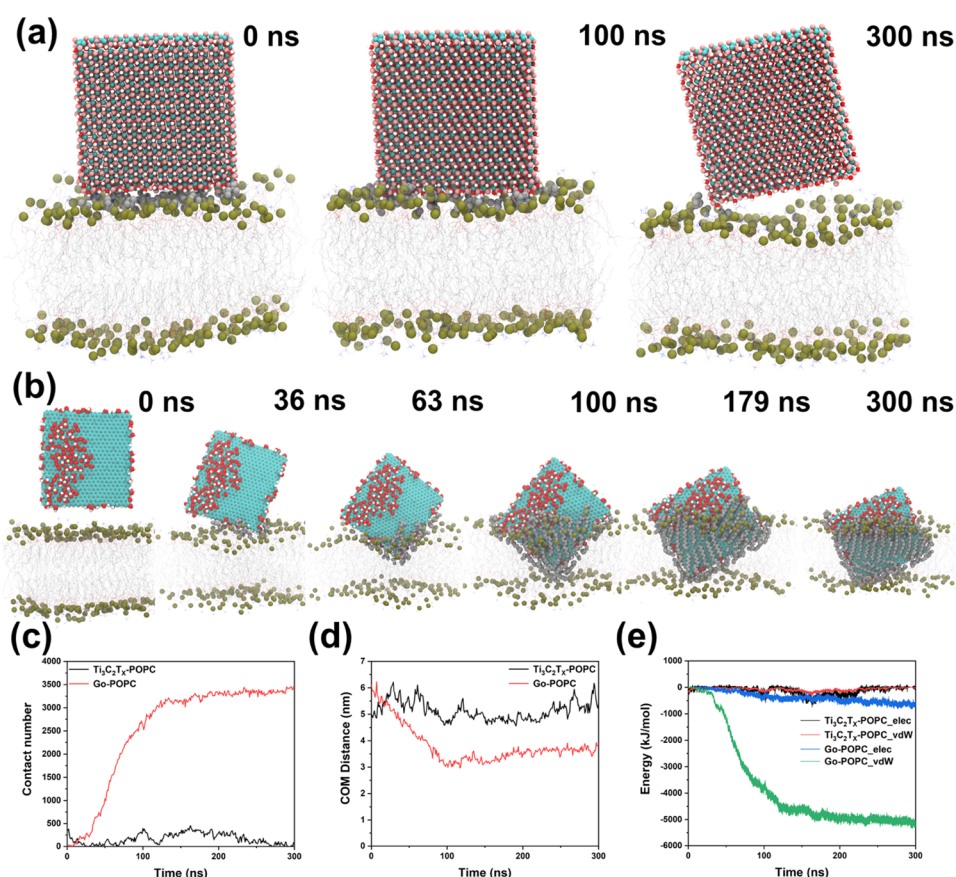 (a)
0 ns
100 ns
300 ns
(b)
0 ns
36 ns
63 ns
100 ns
179 ns
300 ns
(c)
Contact number
4000
3500
3000
2500
2000
1500
1000
500
0
Ti₃C₂Tₓ-POPC
Go-POPC
0
100
200
300
Time (ns)
(d)
COM Distance (nm)
7
6
5
4
3
2
1
0
Ti₃C₂Tₓ-POPC
Go-POPC
0
100
200
300
Time (ns)
(e)
Energy (kJ/mol)
1000
0
-1000
-2000
-3000
-4000
-5000
-6000
Ti₃C₂Tₓ-POPC_elec
Ti₃C₂Tₓ-POPC_vdW
Go-POPC_elec
Go-POPC_vdW
0
100
200
300
Time (ns)